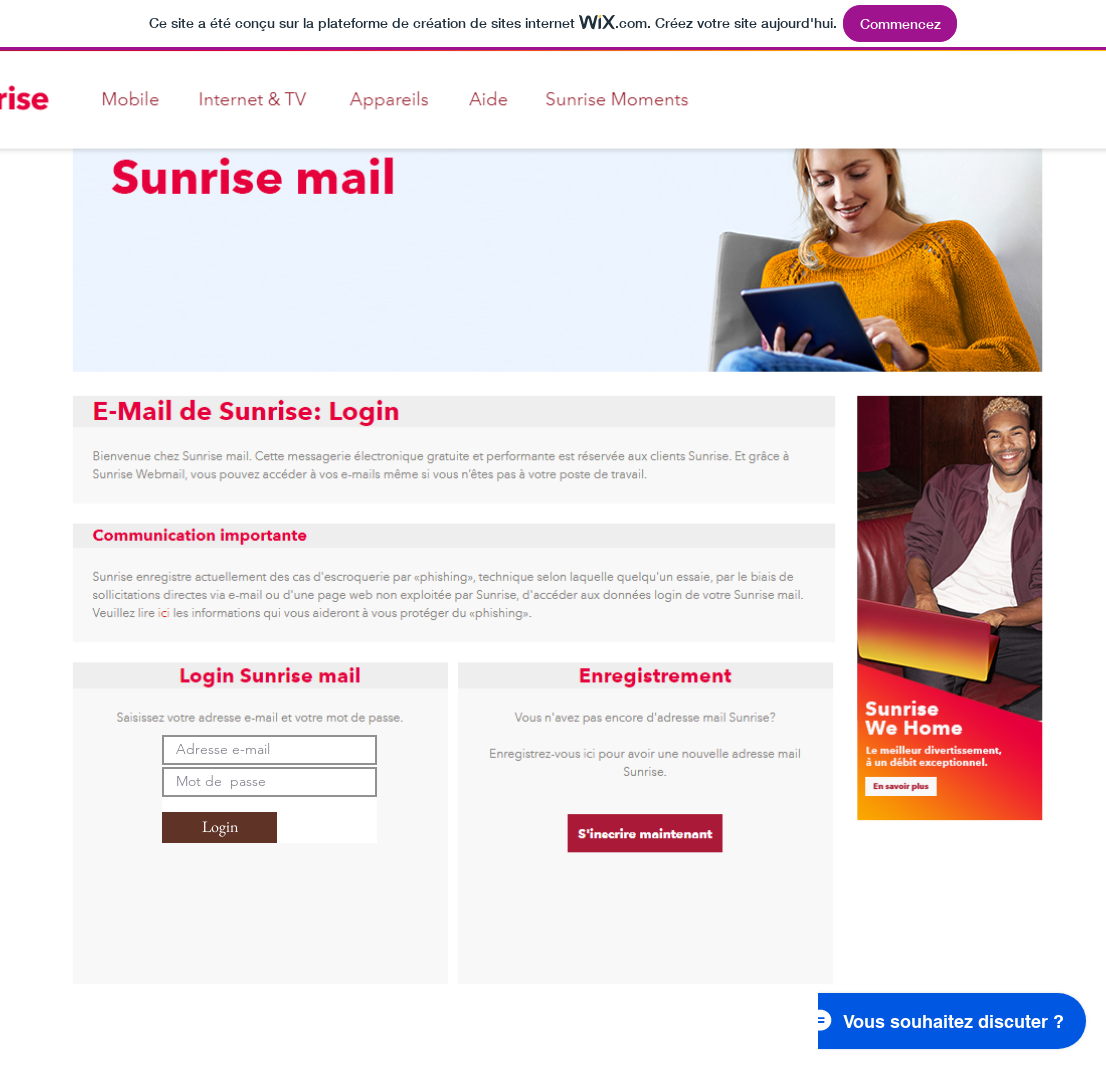 Ce site a été conçu sur la plateforme de création de sites internet WiX.com. Créez votre site aujourd'hui.
Commencez
rise
Mobile
Internet & TV
Appareils
Aide
Sunrise Moments
Sunrise mail
E-Mail de Sunrise: Login
Bienvenue chez Sunrise mail. Cette messagerie électronique gratuite et performante est réservée aux clients Sunrise. Et grâce à
Sunrise Webmail, vous pouvez accéder à vos e-mails même si vous n'êtes pas à votre poste de travail.
Communication importante
Sunrise enregistre actuellement des cas d'escroquerie par «phishing», technique selon laquelle quelqu'un essaie, par le biais de
sollicitations directes via e-mail ou d'une page web non exploitée par Sunrise, d'accéder aux données login de votre Sunrise mail.
Veuillez lire ici les informations qui vous aideront à vous protéger du «phishing».
Login Sunrise mail
Saisissez votre adresse e-mail et votre mot de passe.
Adresse e-mail
Mot de passe
Login
Enregistrement
Vous n'avez pas encore d'adresse mail Sunrise?
Enregistrez-vous ici pour avoir une nouvelle adresse mail
Sunrise.
S'inscrire maintenant
Sunrise
We Home
Le meilleur divertissement,
à un débit exceptionnel.
En savoir plus
Vous souhaitez discuter ?